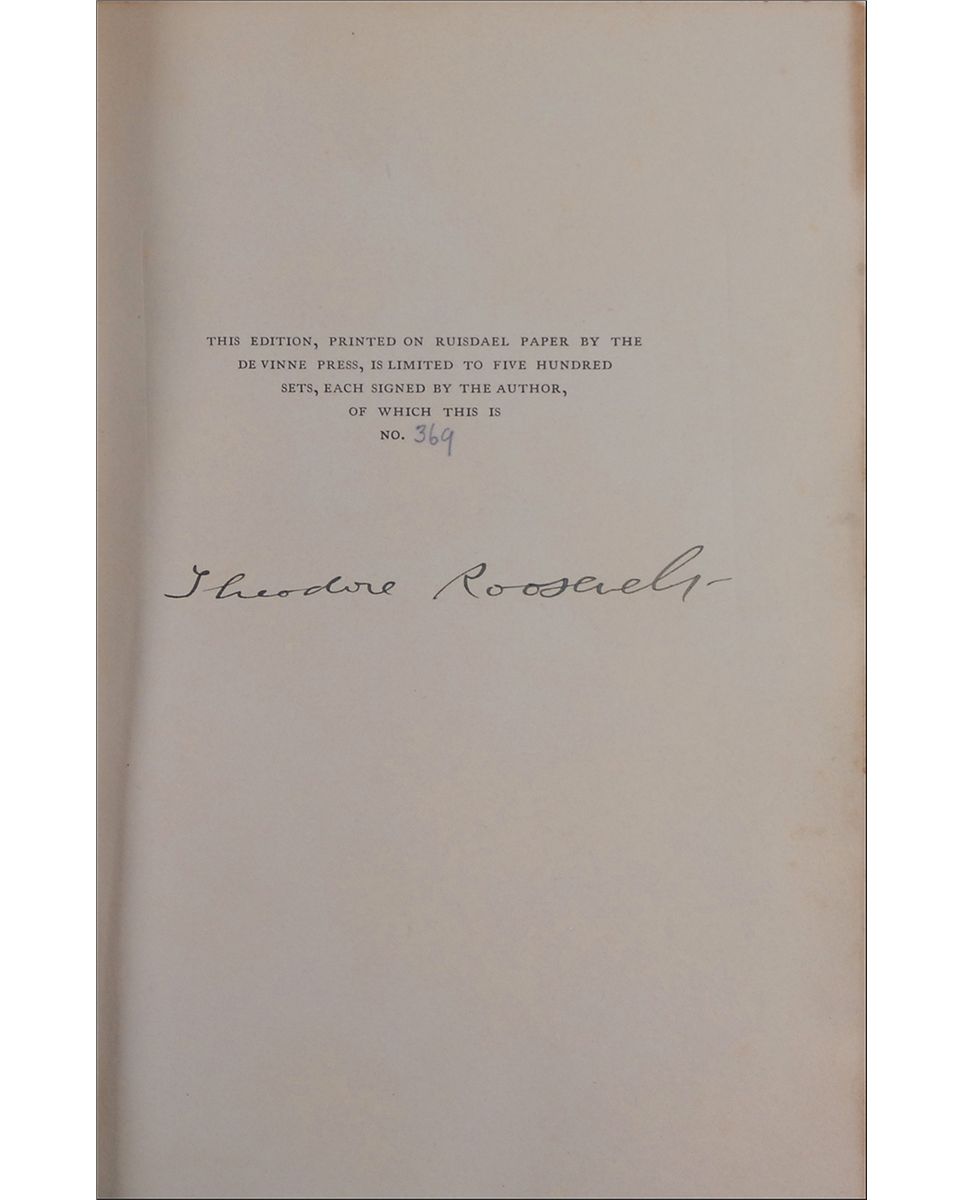 THIS EDITION, PRINTED ON RUISDAEL PAPER BY THE
DE VINNE PRESS, IS LIMITED TO FIVE HUNDRED
SETS, EACH SIGNED BY THE AUTHOR,
OF WHICH THIS IS
NO. 369
Theodore Roosevelt